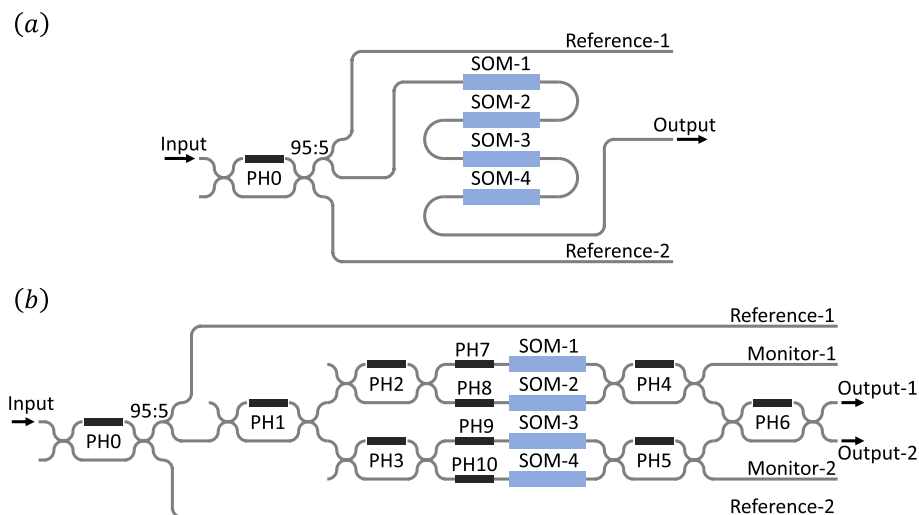 (a)
Reference-1
SOM-1
SOM-2
Input
95:5
SOM-3
Output
PH0
SOM-4
Reference-2
(b)
Reference-1
PH7 SOM-1 Monitor-1
PH2 PH4
PH8 SOM-2 Output-1
Input 95:5
PH0 PH1 PH9 SOM-3 PH6
PH3 PH5 Output-2
PH10 SOM-4 Monitor-2
Reference-2